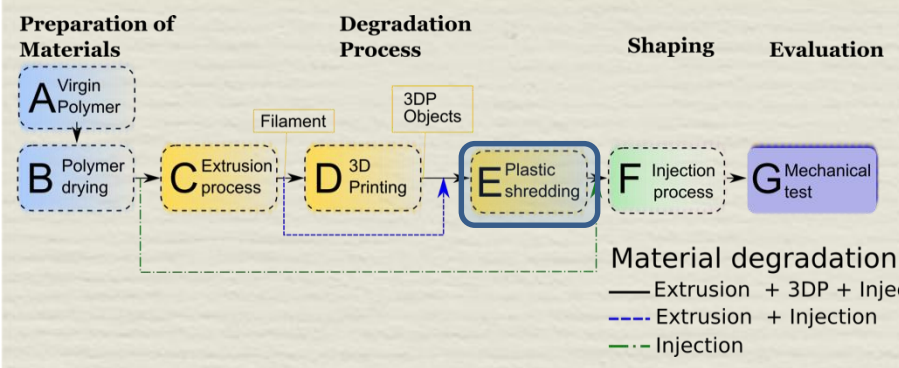 Preparation of
Materials
Degradation
Process
Shaping
Evaluation
A Virgin
Polymer
Filament
3DP
Objects
B Polymer
drying
C Extrusion
process
D 3D
Printing
E Plastic
shredding
F Injection
process
G Mechanical
test
Material degradation
Extrusion + 3DP + Injec
Extrusion + Injection
Injection